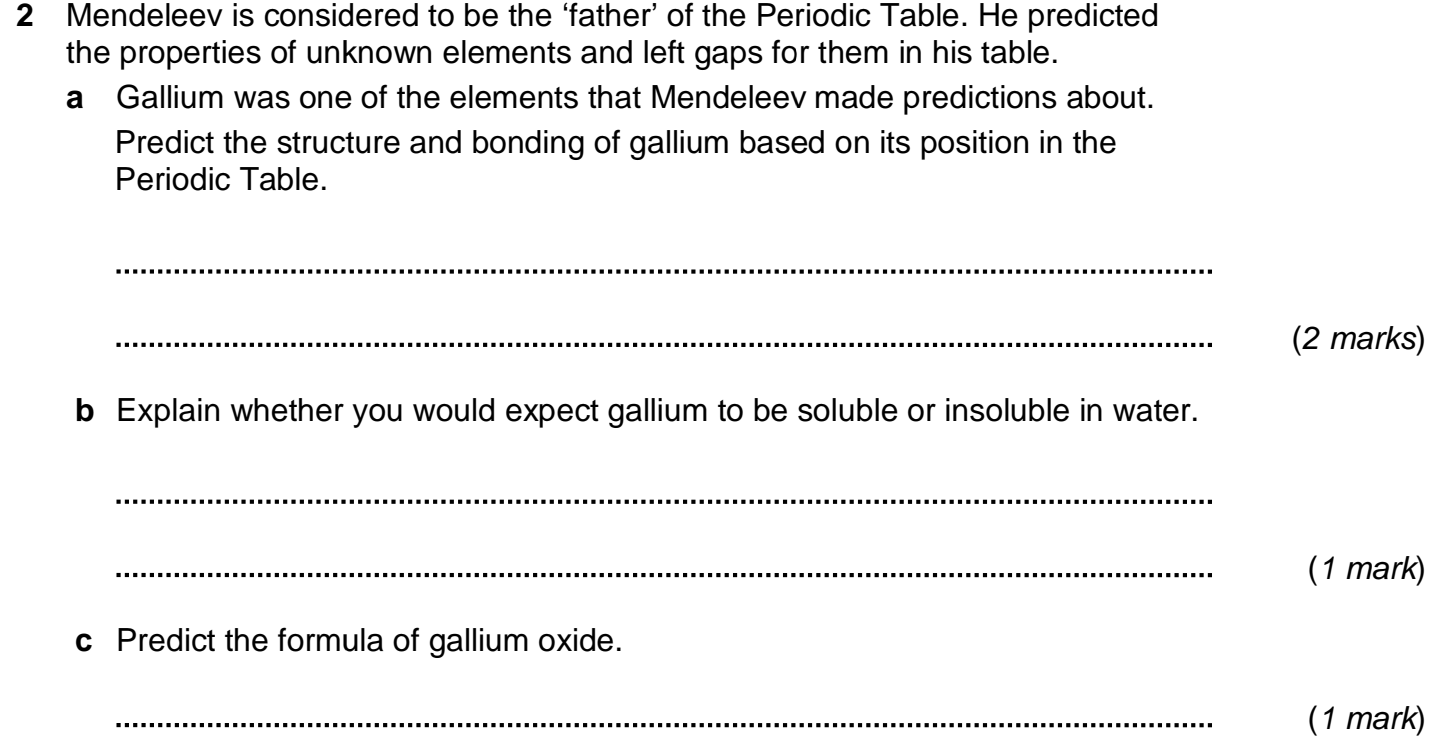 2 Mendeleev is considered to be the ‘father’ of the Periodic Table. He predicted
the properties of unknown elements and left gaps for them in his table.
a Gallium was one of the elements that Mendeleev made predictions about.
Predict the structure and bonding of gallium based on its position in the
Periodic Table.
(2 marks)
b Explain whether you would expect gallium to be soluble or insoluble in water.
(1 mark)
c Predict the formula of gallium oxide.
(1 mark)